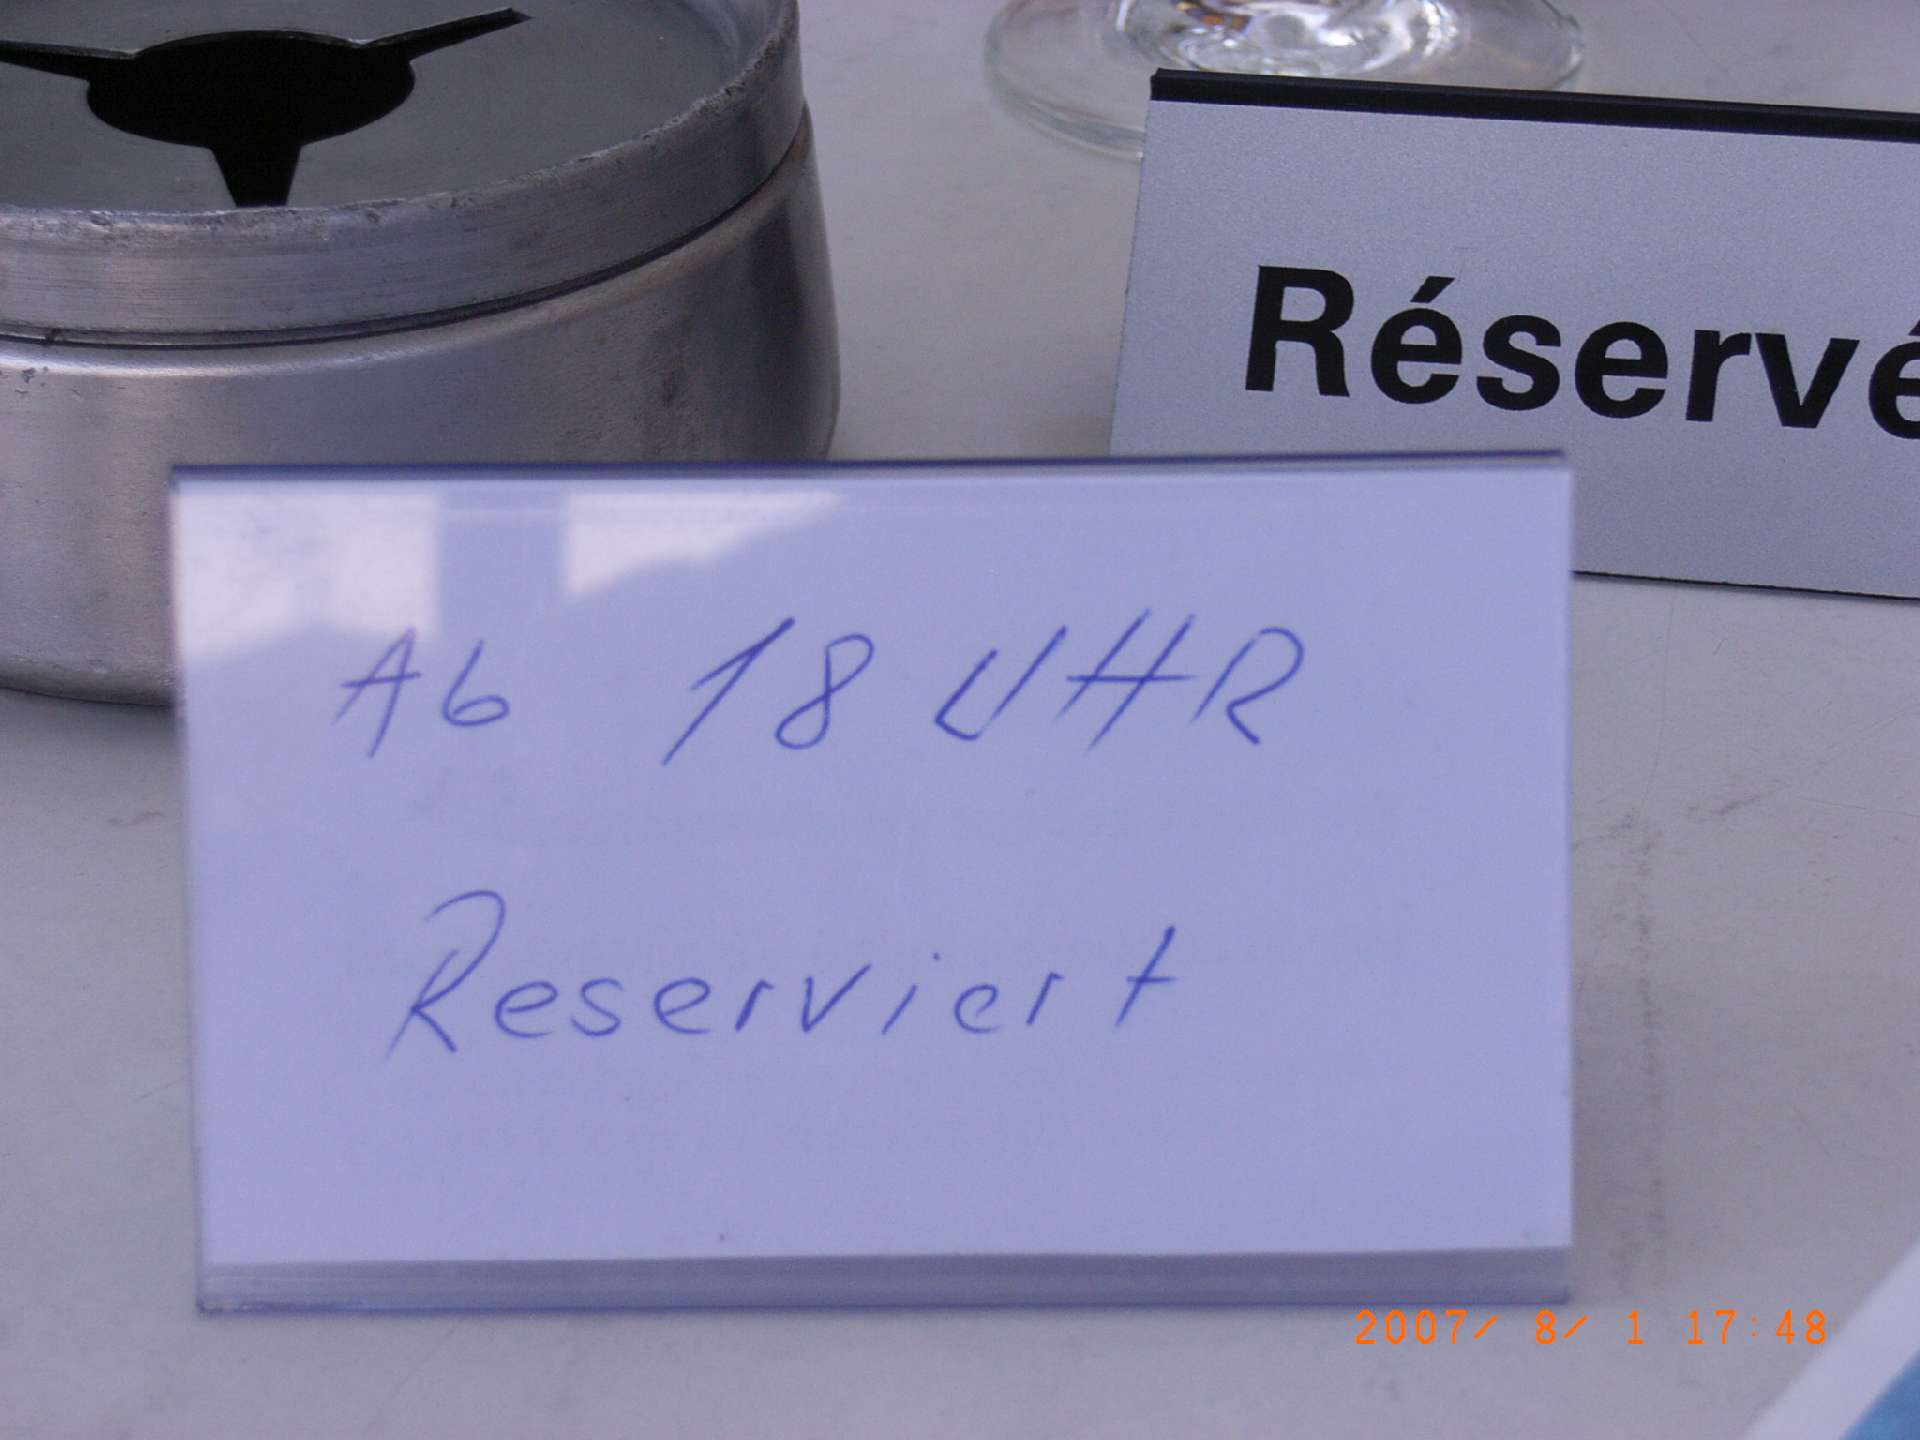 Réservé
Ab 18 UHR
Reserviert
2007/ 8/ 1 17:48